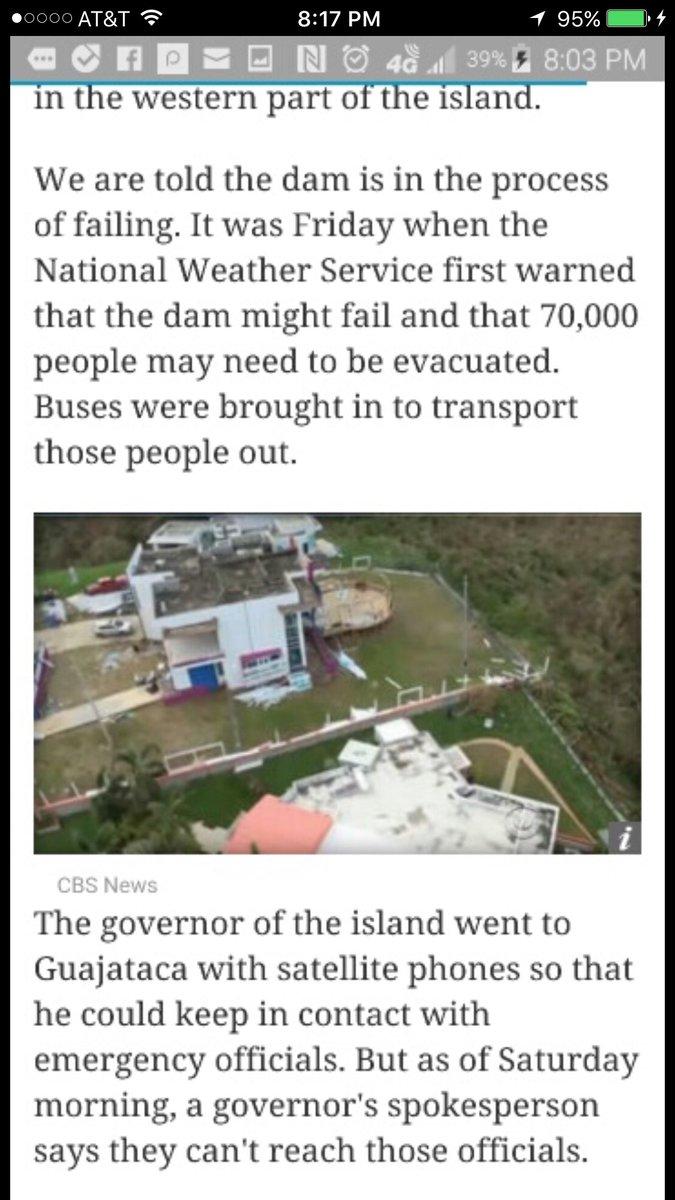 AT&T 8:17 PM 95%
4G 39% 8:03 PM
in the western part of the island.
We are told the dam is in the process
of failing. It was Friday when the
National Weather Service first warned
that the dam might fail and that 70,000
people may need to be evacuated.
Buses were brought in to transport
those people out.
i
CBS News
The governor of the island went to
Guajataca with satellite phones so that
he could keep in contact with
emergency officials. But as of Saturday
morning, a governor's spokesperson
says they can't reach those officials.